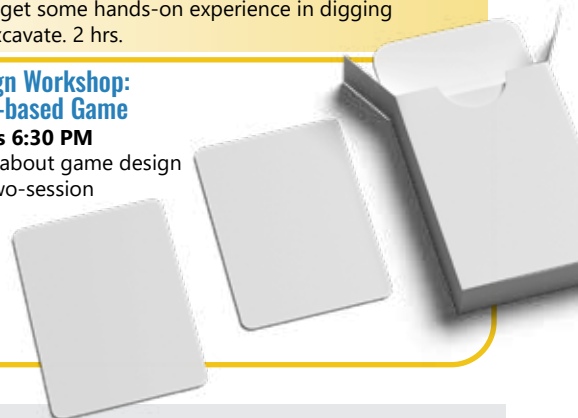 get some hands-on experience in digging
xcavate. 2 hrs.
gn Workshop:
-based Game
s 6:30 PM
about game design
wo-session